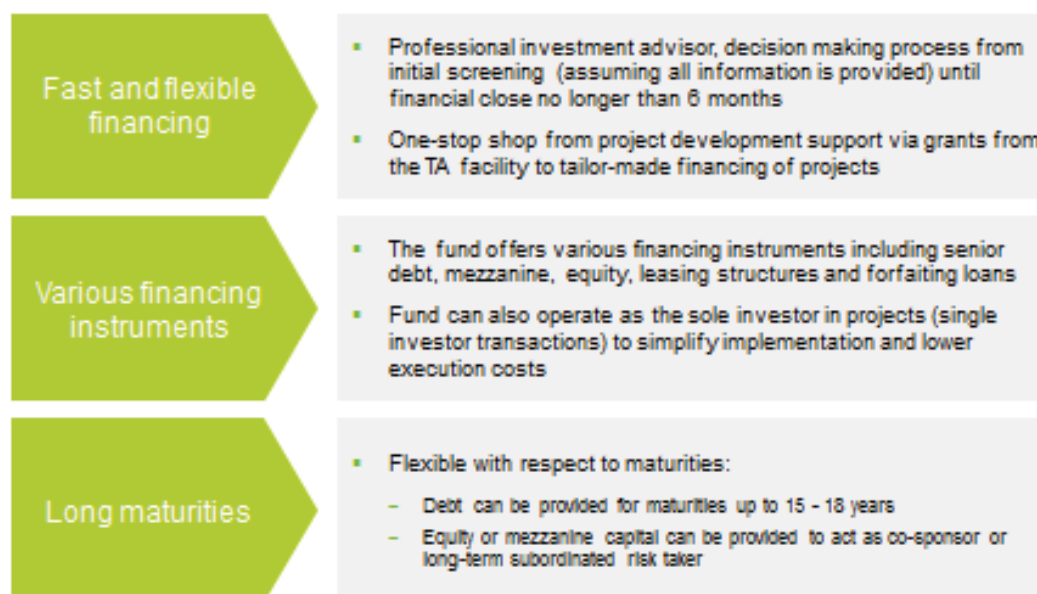 Fast and flexible
financing
▪ Professional investment advisor, decision making process from
initial screening (assuming all information is provided) until
financial close no longer than 6 months
▪ One-stop shop from project development support via grants from
the TA facility to tailor-made financing of projects
Various financing
instruments
▪ The fund offers various financing instruments including senior
debt, mezzanine, equity, leasing structures and forfaiting loans
▪ Fund can also operate as the sole investor in projects (single
investor transactions) to simplify implementation and lower
execution costs
Long maturities
▪ Flexible with respect to maturities:
– Debt can be provided for maturities up to 15 - 18 years
– Equity or mezzanine capital can be provided to act as co-sponsor or
long-term subordinated risk taker